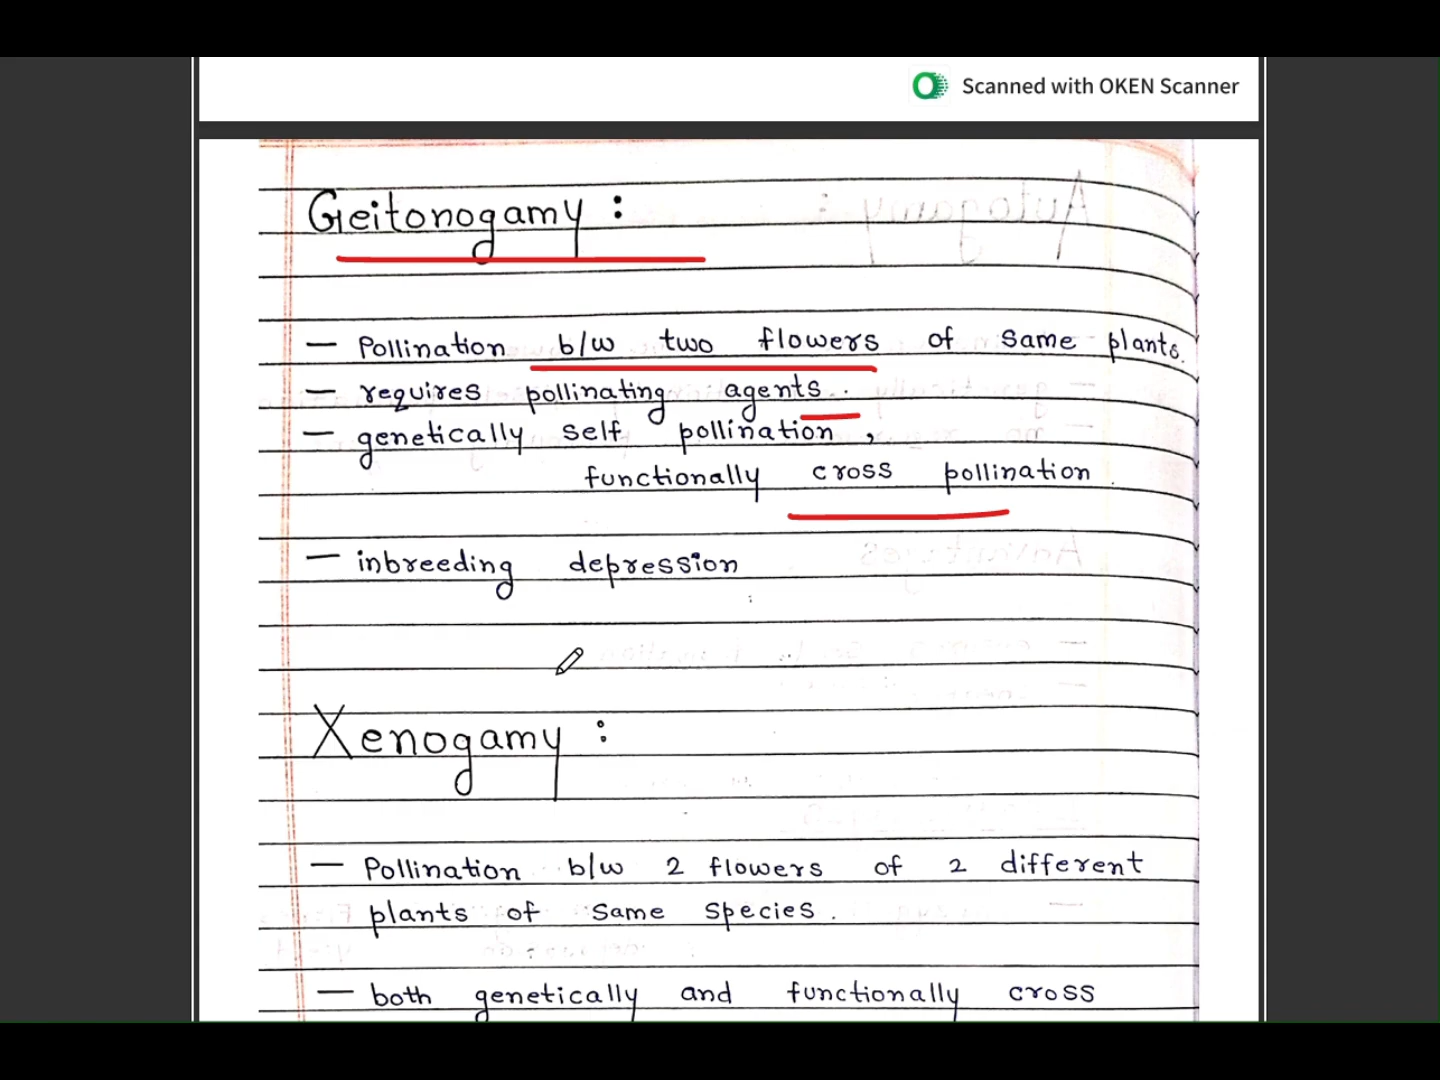 Scanned with OKEN Scanner
Geitonogamy :
Autogamy :
— Pollination b/w two flowers of same plants.
— requires pollinating agents.
— genetically self pollination,
functionally cross pollination.
Advantages
— inbreeding depression
Xenogamy :
— Pollination b/w 2 flowers of 2 different
plants of same species.
— both genetically and functionally cross